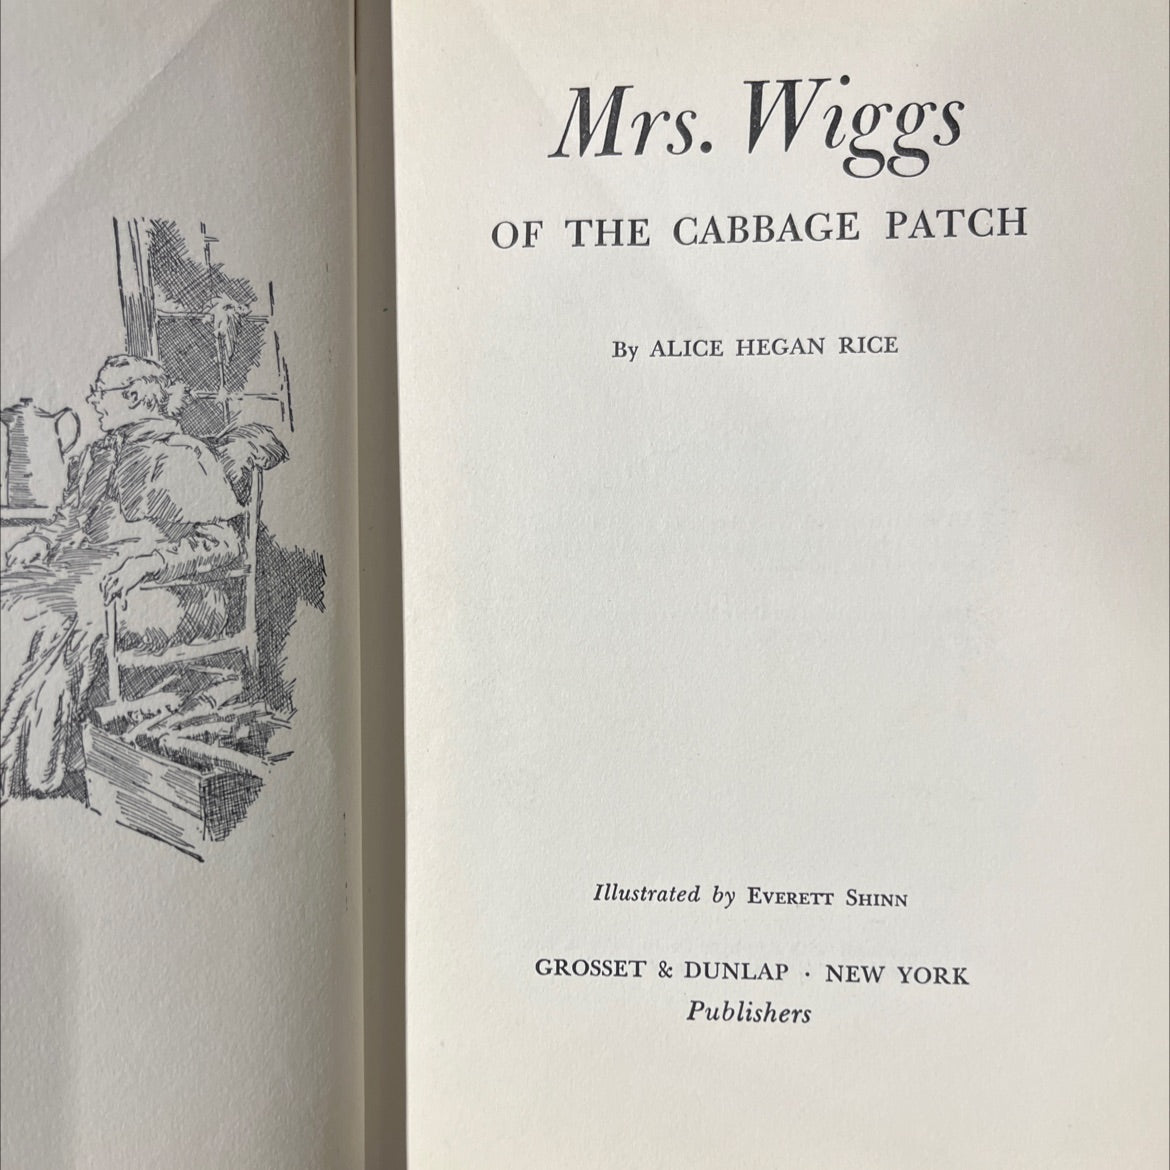 Mrs. Wiggs
OF THE CABBAGE PATCH
By ALICE HEGAN RICE
Illustrated by EVERETT SHINN
GROSSET & DUNLAP · NEW YORK
Publishers